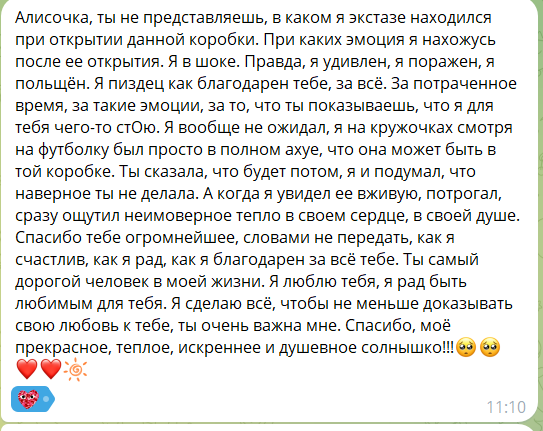 Алисочка, ты не представляешь, в каком я экстазе находился
при открытии данной коробки. При каких эмоция я нахожусь
после ее открытия. Я в шоке. Правда, я удивлен, я поражен, я
польщён. Я пиздец как благодарен тебе, за всё. За потраченное
время, за такие эмоции, за то, что ты показываешь, что я для
тебя чего-то стОю. Я вообще не ожидал, я на кружочках смотря
на футболку был просто в полном ахуе, что она может быть в
той коробке. Ты сказала, что будет потом, я и подумал, что
наверное ты не делала. А когда я увидел ее вживую, потрогал,
сразу ощутил неимоверное тепло в своем сердце, в своей душе.
Спасибо тебе огромнейшее, словами не передать, как я
счастлив, как я рад, как я благодарен за всё тебе. Ты самый
дорогой человек в моей жизни. Я люблю тебя, я рад быть
любимым для тебя. Я сделаю всё, чтобы не меньше доказывать
свою любовь к тебе, ты очень важна мне. Спасибо, моё
прекрасное, теплое, искреннее и душевное солнышко!!!🥺🥺
❤️❤️☀️
11:10